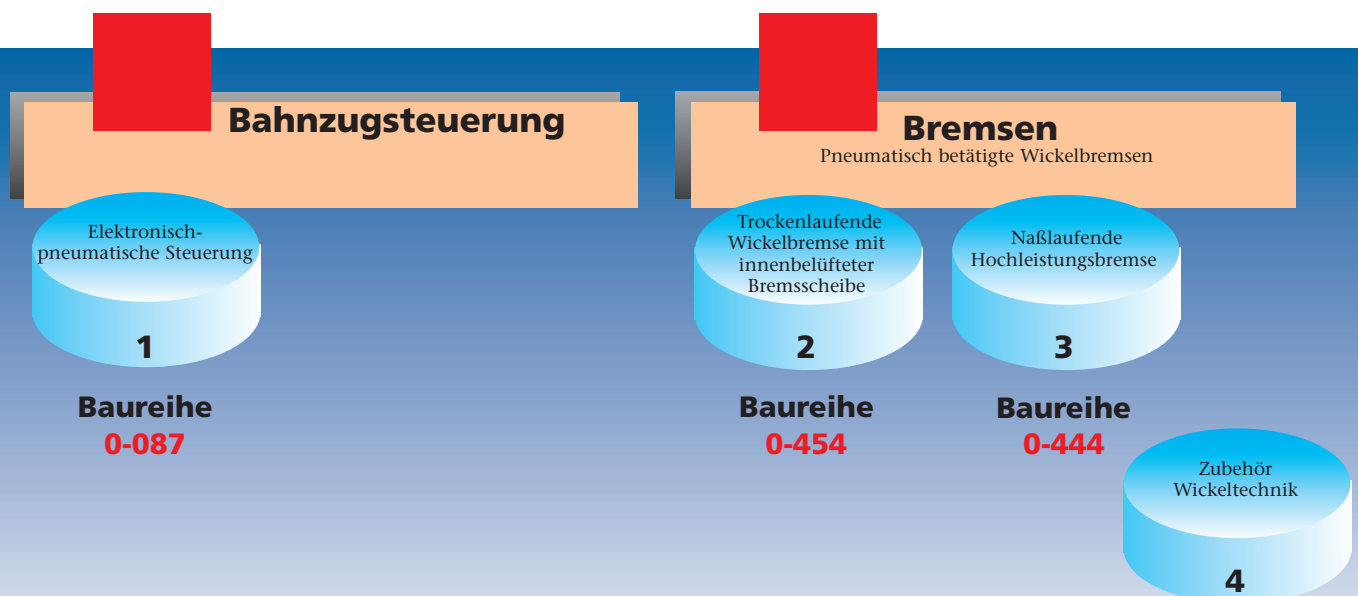 Bahnzugsteuerung
Elektronisch-
pneumatische Steuerung
1
Baureihe
0-087
Bremsen
Pneumatisch betätigte Wickelbremsen
Trockenlaufende
Wickelbremse mit
innenbelüfteter
Bremsscheibe
2
Baureihe
0-454
Naßlaufende
Hochleistungsbremse
3
Baureihe
0-444
Zubehör
Wickeltechnik
4